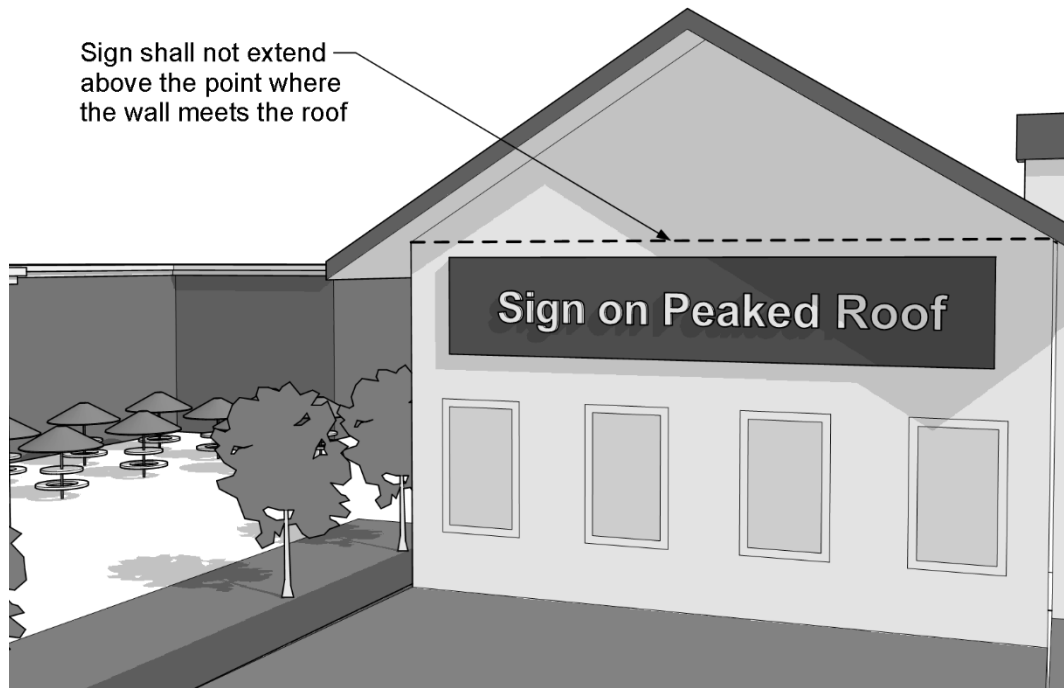 Sign shall not extend
above the point where
the wall meets the roof
Sign on Peaked Roof